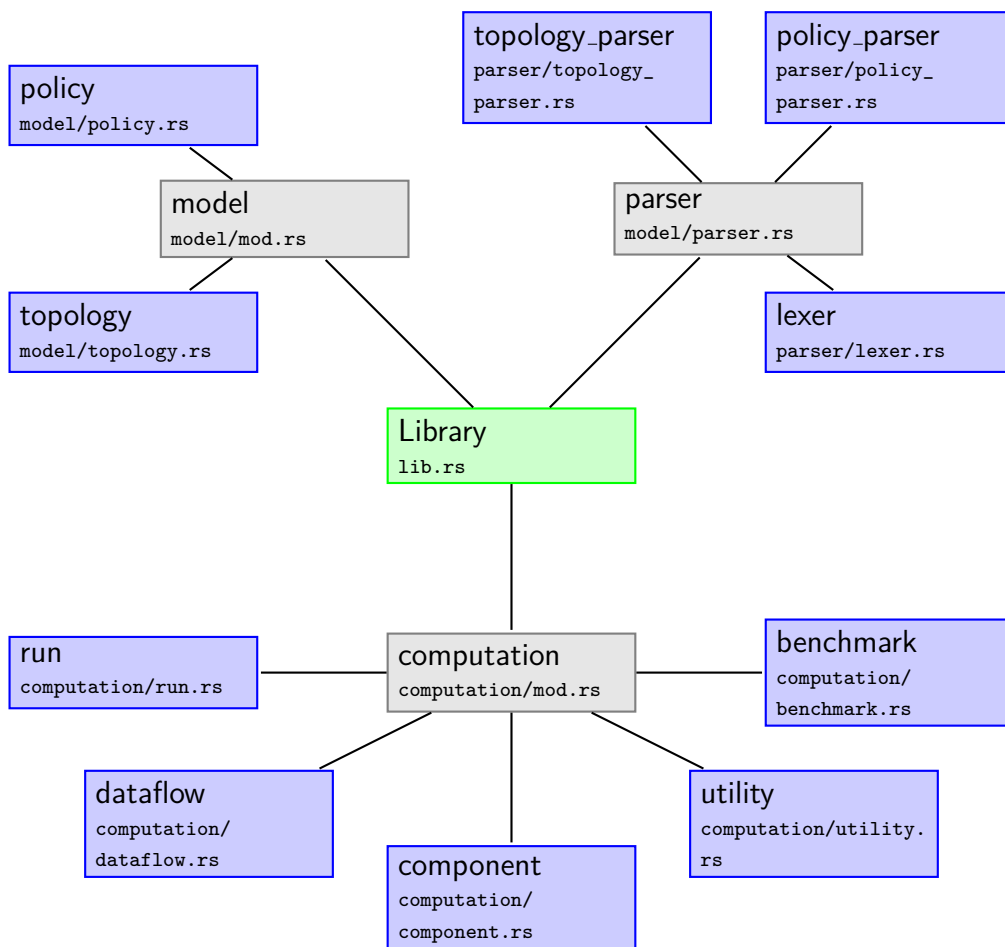 topology_parser
parser/topology_
parser.rs
policy_parser
parser/policy_
parser.rs
policy
model/policy.rs
model
model/mod.rs
parser
model/parser.rs
topology
model/topology.rs
lexer
parser/lexer.rs
Library
lib.rs
run
computation/run.rs
computation
computation/mod.rs
benchmark
computation/
benchmark.rs
dataflow
computation/
dataflow.rs
component
computation/
component.rs
utility
computation/utility.
rs